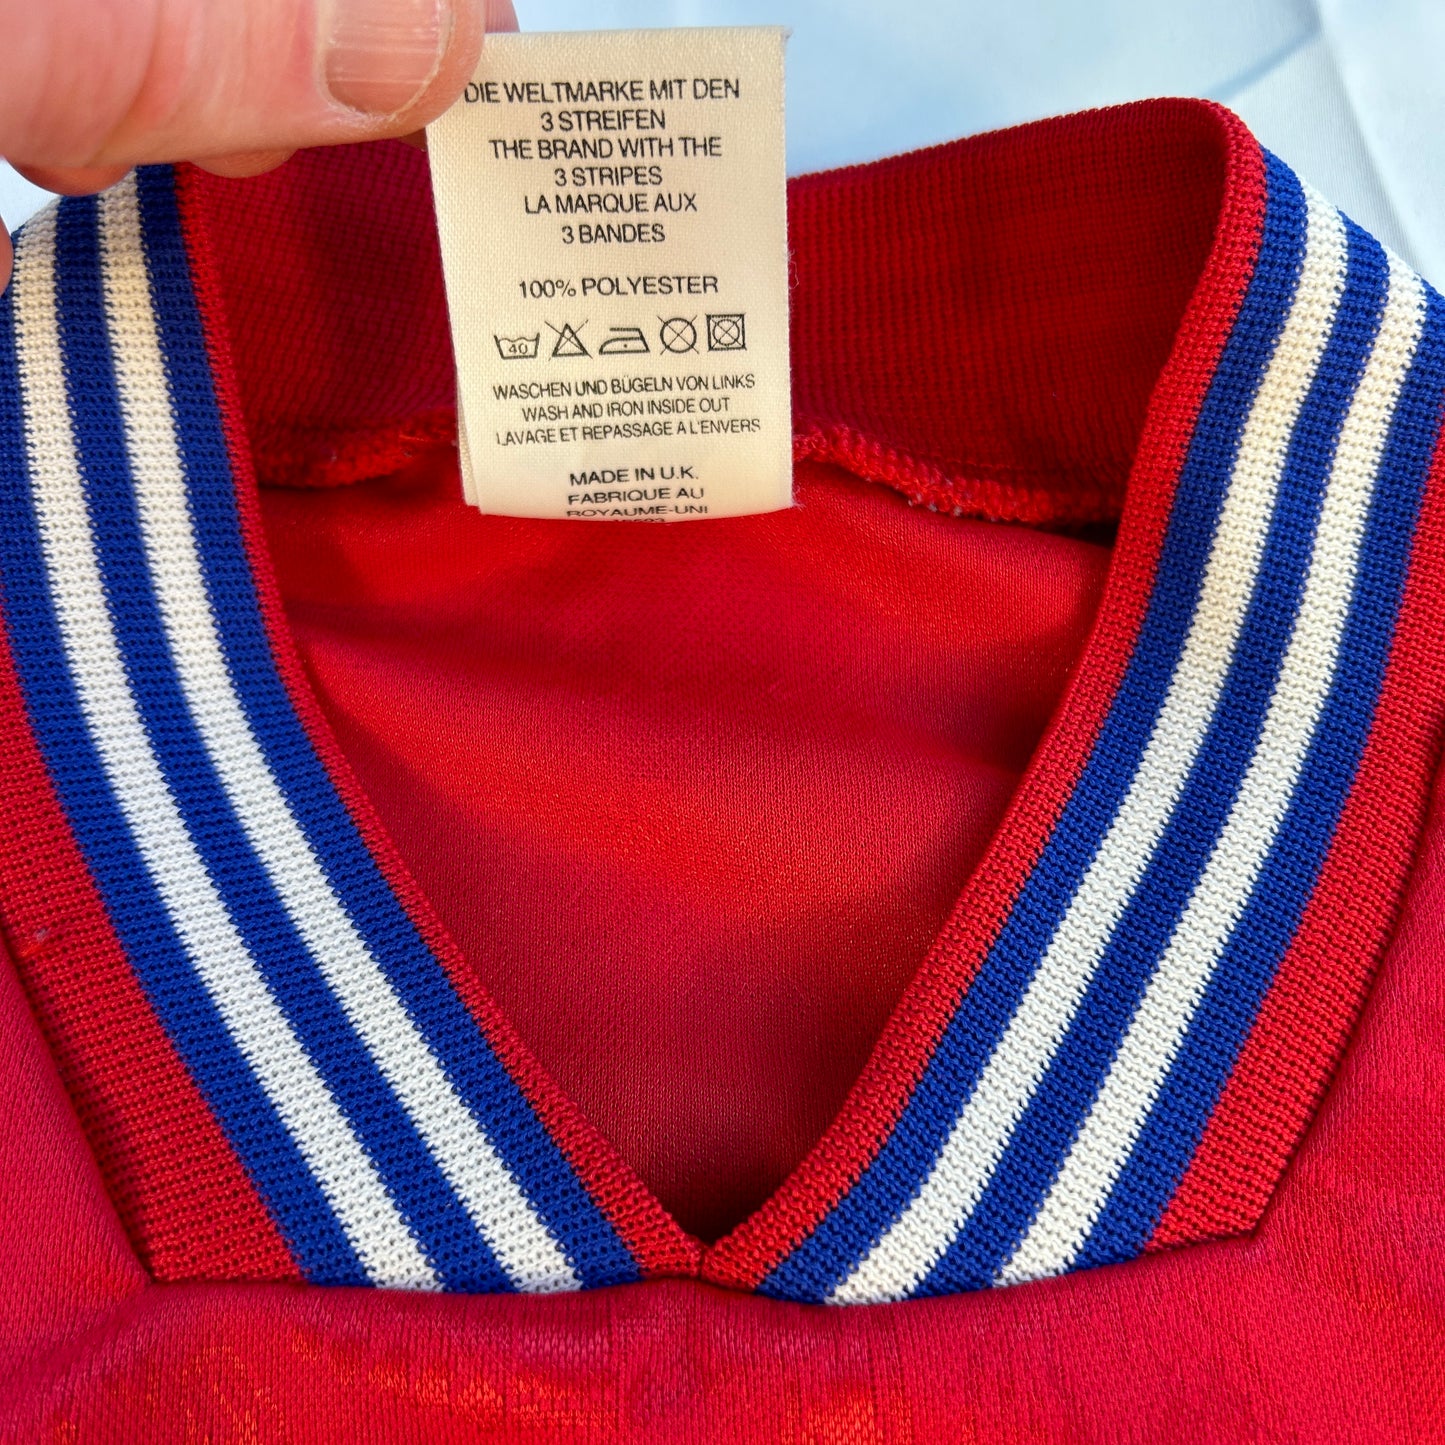 DIE WELTMARKE MIT DEN
3 STREIFEN
THE BRAND WITH THE
3 STRIPES
LA MARQUE AUX
3 BANDES
100% POLYESTER
40
WASCHEN UND BÜGELN VON LINKS
WASH AND IRON INSIDE OUT
LAVAGE ET REPASSAGE A L'ENVERS
MADE IN U.K.
FABRIQUE AU
ROYAUME-UNI